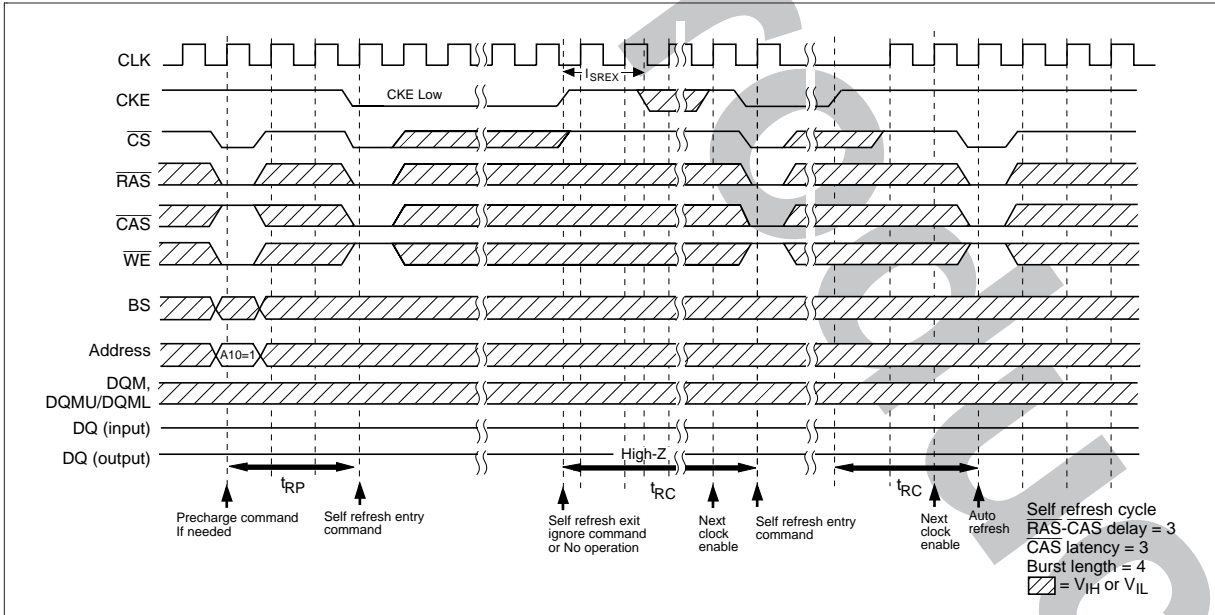 CLK
l SREX
CKE
CKE Low
CS
RAS
CAS
WE
BS
Address
A10=1
DQM,
DQMU/DQML
DQ (input)
DQ (output)
High-Z
tRP
tRC
tRC
Precharge command
If needed
Self refresh entry
command
Self refresh exit
ignore command
or No operation
Next
clock
enable
Self refresh entry
command
Next
clock
enable
Auto
refresh
Self refresh cycle
RAS-CAS delay = 3
CAS latency = 3
Burst length = 4
= VIH or VIL